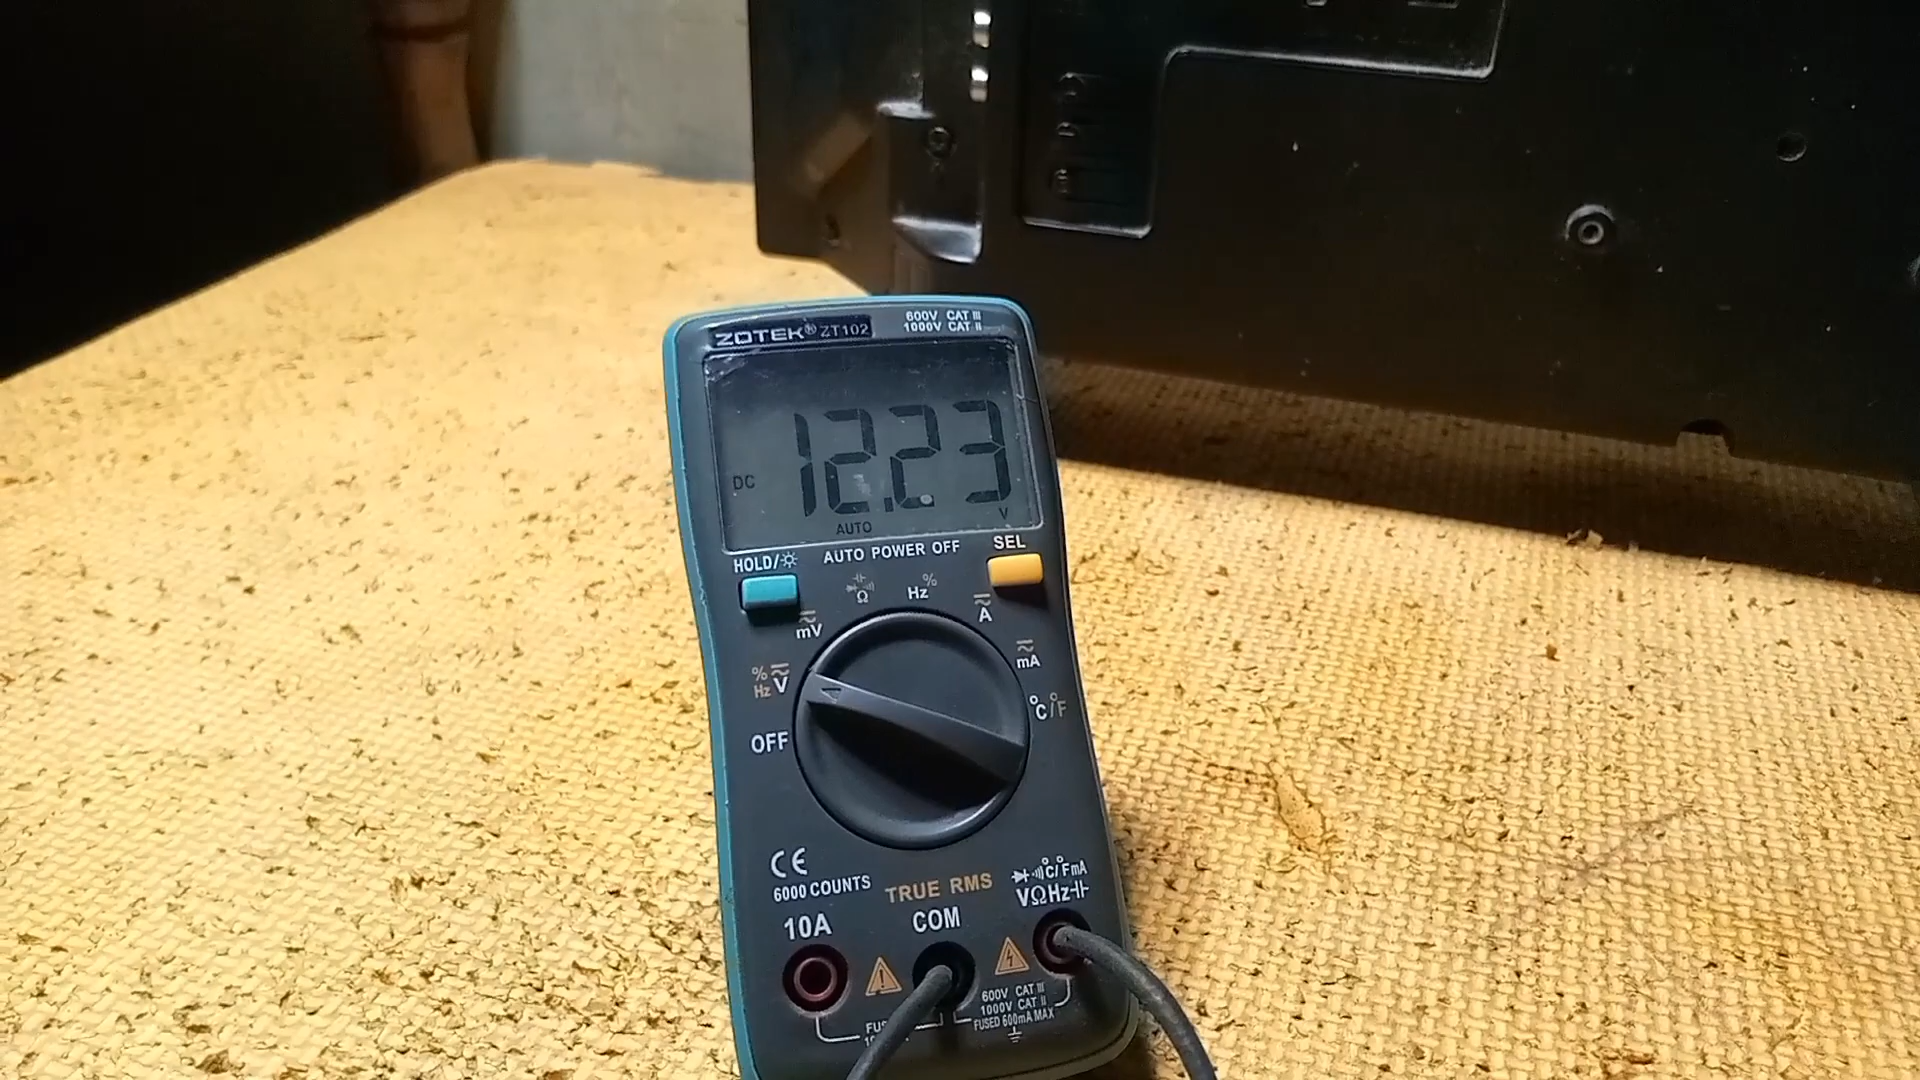 ZOTEK® ZT102
600V CAT III
1000V CAT II
12.23
DC
AUTO
V
HOLD/
AUTO POWER OFF
SEL
Ω
Hz
%
mV
A
% Hz V
mA
°C/°F
OFF
CE
6000 COUNTS
TRUE RMS
°C/°F mA
VΩHz
10A
COM
600V CAT III
1000V CAT II
FUSED 600mA MAX